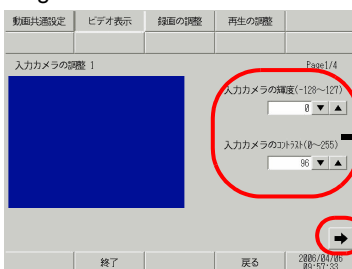 動画共通設定 ビデオ表示 録画の調整 再生の調整
入力カメラの調整 1 Page1/4
入力カメラの輝度(-128～127)
0 ▼ ▲
入力カメラのコントラスト(0～255)
96 ▼ ▲
終了 戻る 2006/04/06
09:57:33